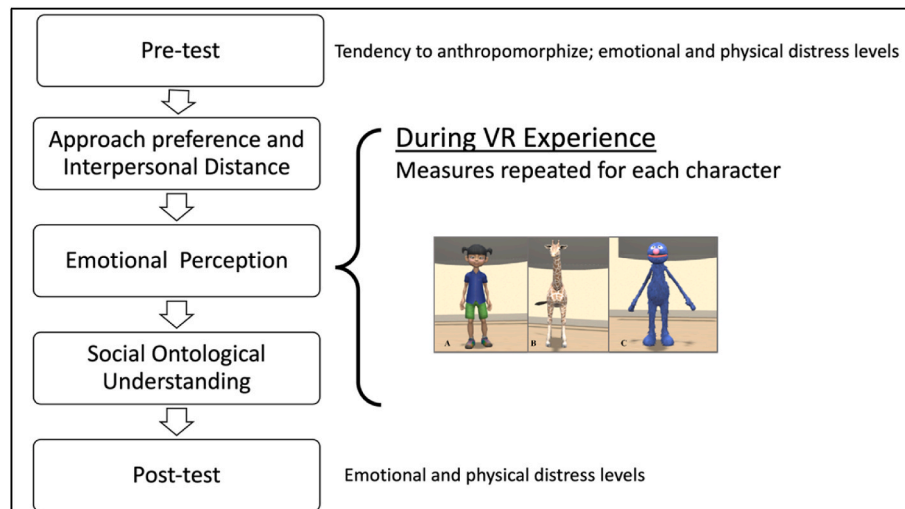 Pre-test
Tendency to anthropomorphize; emotional and physical distress levels
Approach preference and
Interpersonal Distance
During VR Experience
Measures repeated for each character
Emotional Perception
A
B
C
Social Ontological
Understanding
Post-test
Emotional and physical distress levels